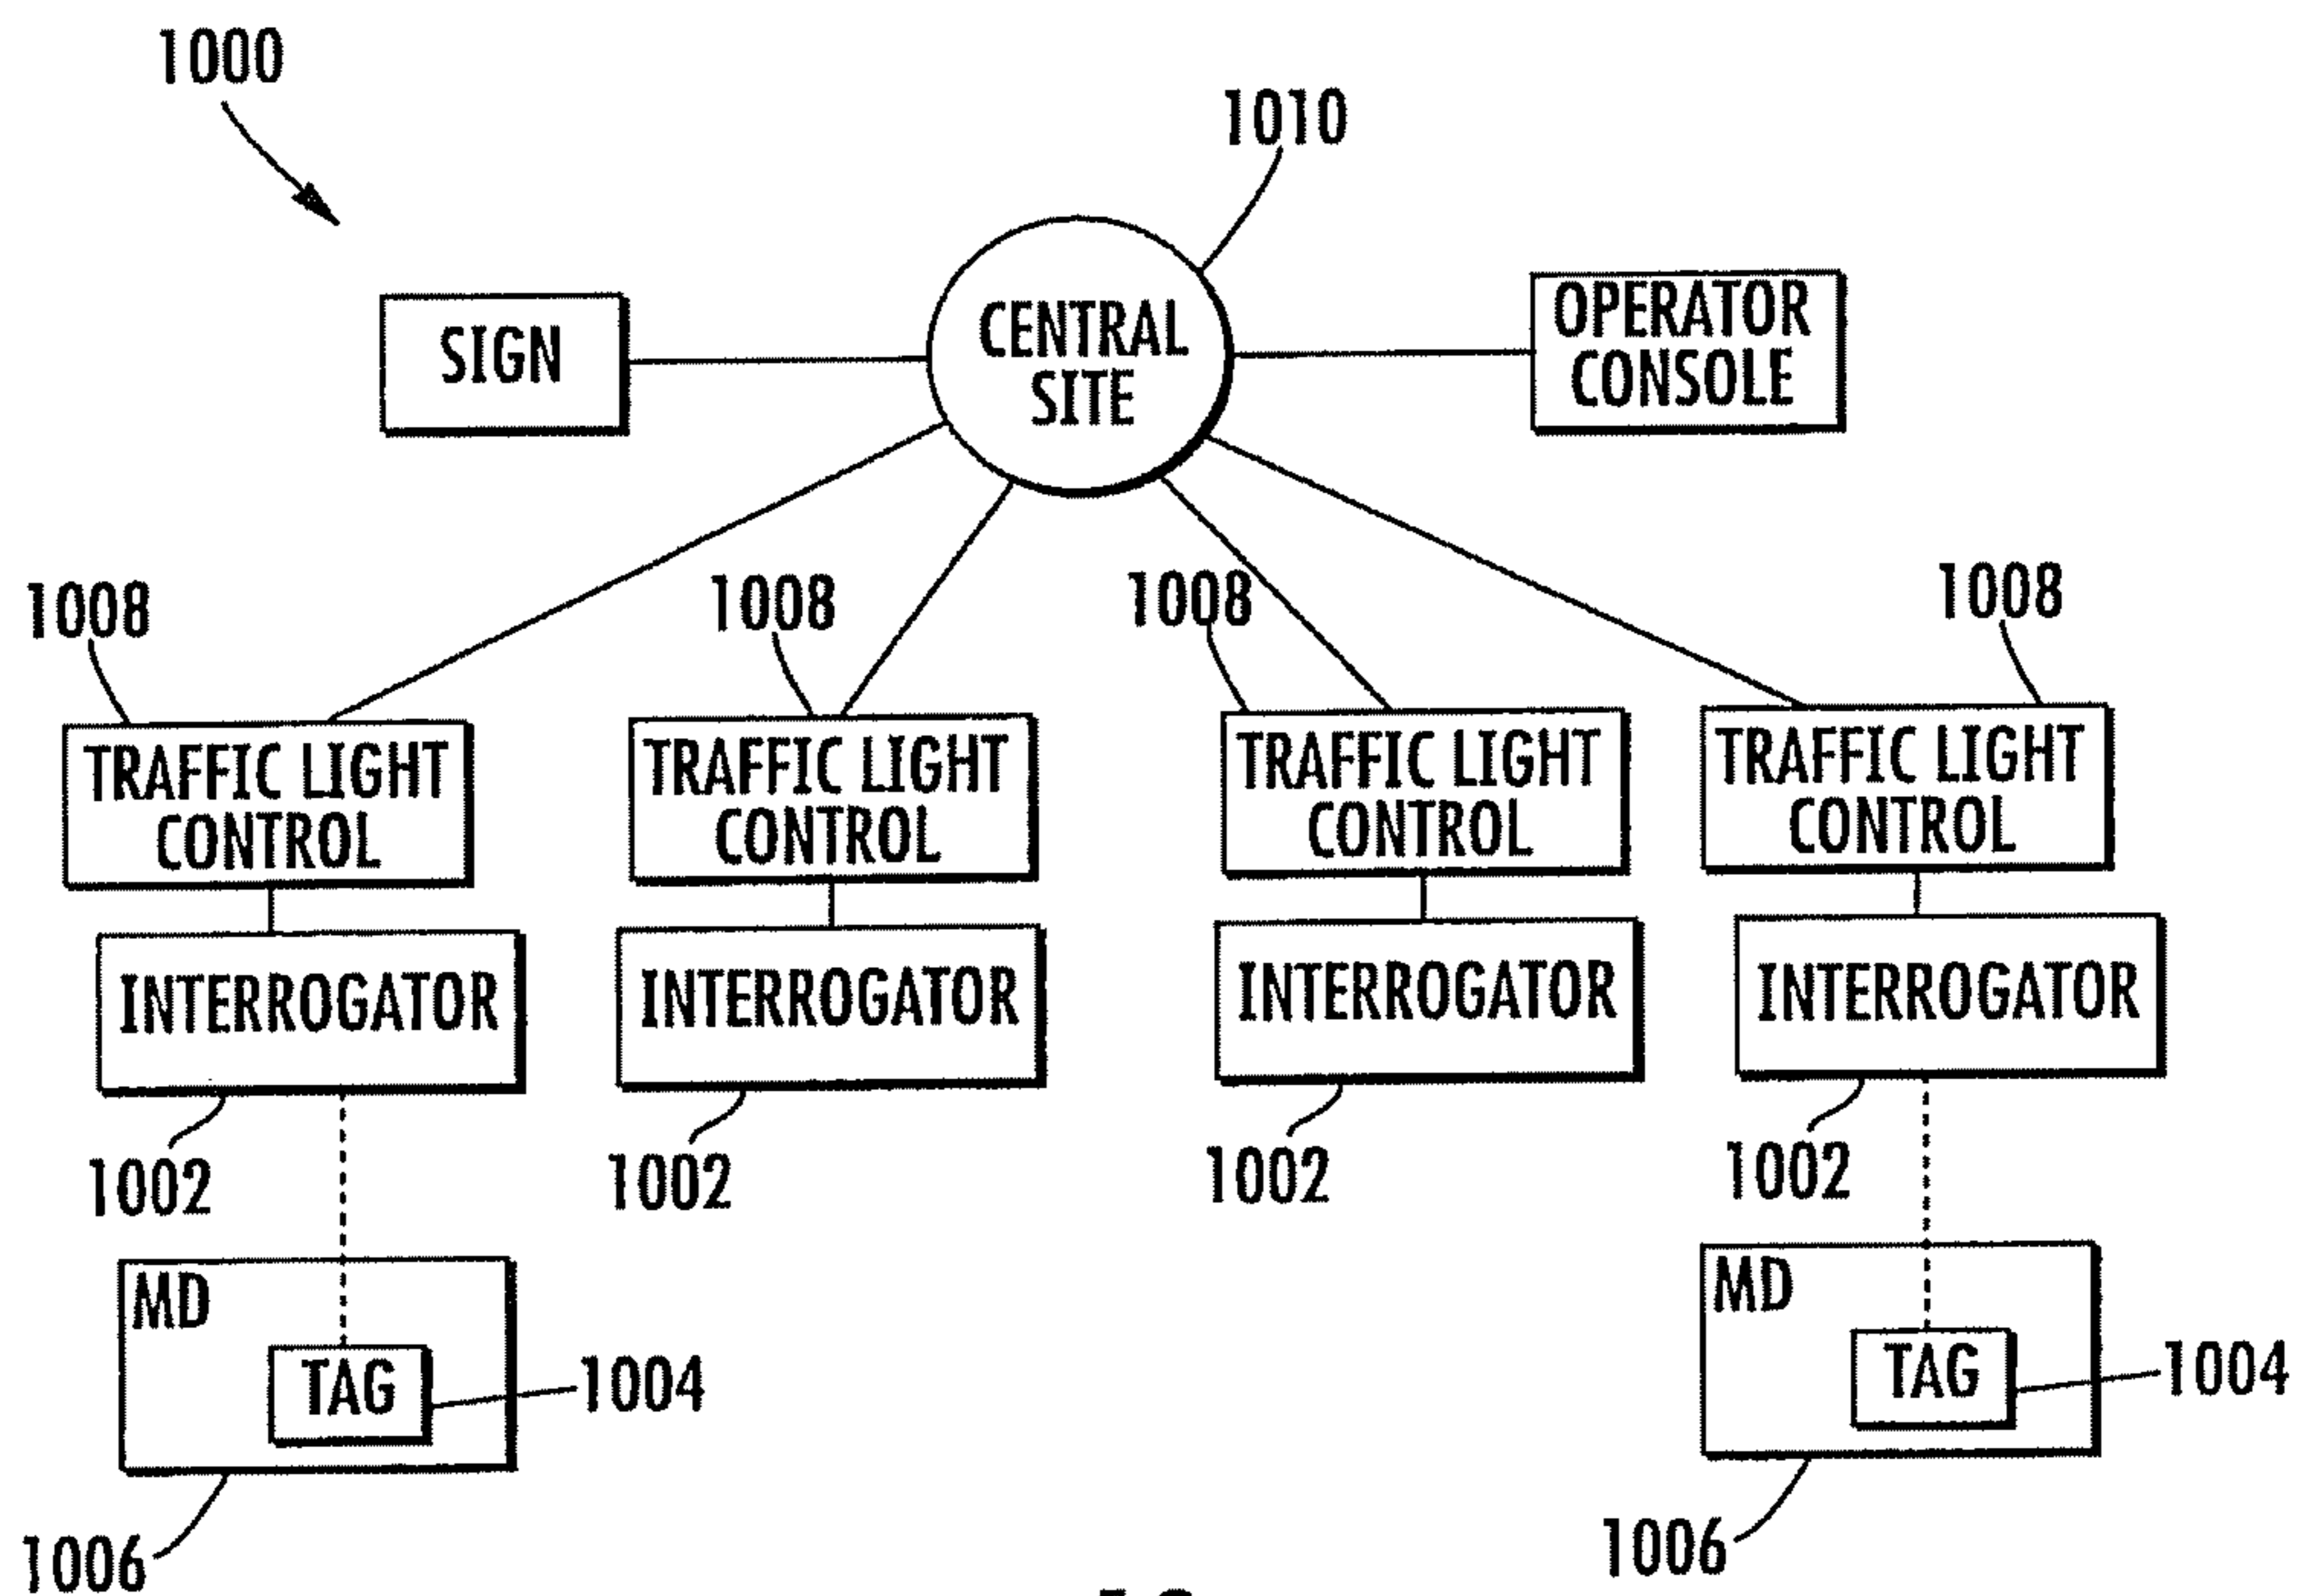 1000
1010
SIGN
CENTRAL
SITE
OPERATOR
CONSOLE
1008
1008
1008
1008
TRAFFIC LIGHT
CONTROL
TRAFFIC LIGHT
CONTROL
TRAFFIC LIGHT
CONTROL
TRAFFIC LIGHT
CONTROL
INTERROGATOR
INTERROGATOR
INTERROGATOR
INTERROGATOR
1002
1002
1002
1002
MD
TAG
1004
MD
TAG
1004
1006
1006